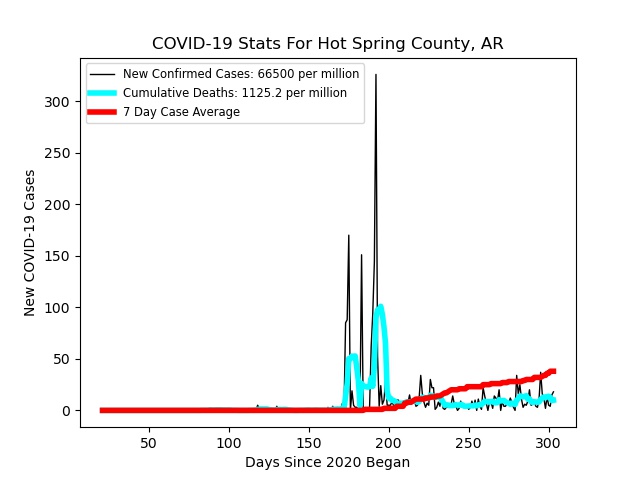 COVID-19 Stats For Hot Spring County, AR
New Confirmed Cases: 66500 per million
Cumulative Deaths: 1125.2 per million
7 Day Case Average
300
250
200
150
100
50
0
New COVID-19 Cases
50 100 150 200 250 300
Days Since 2020 Began